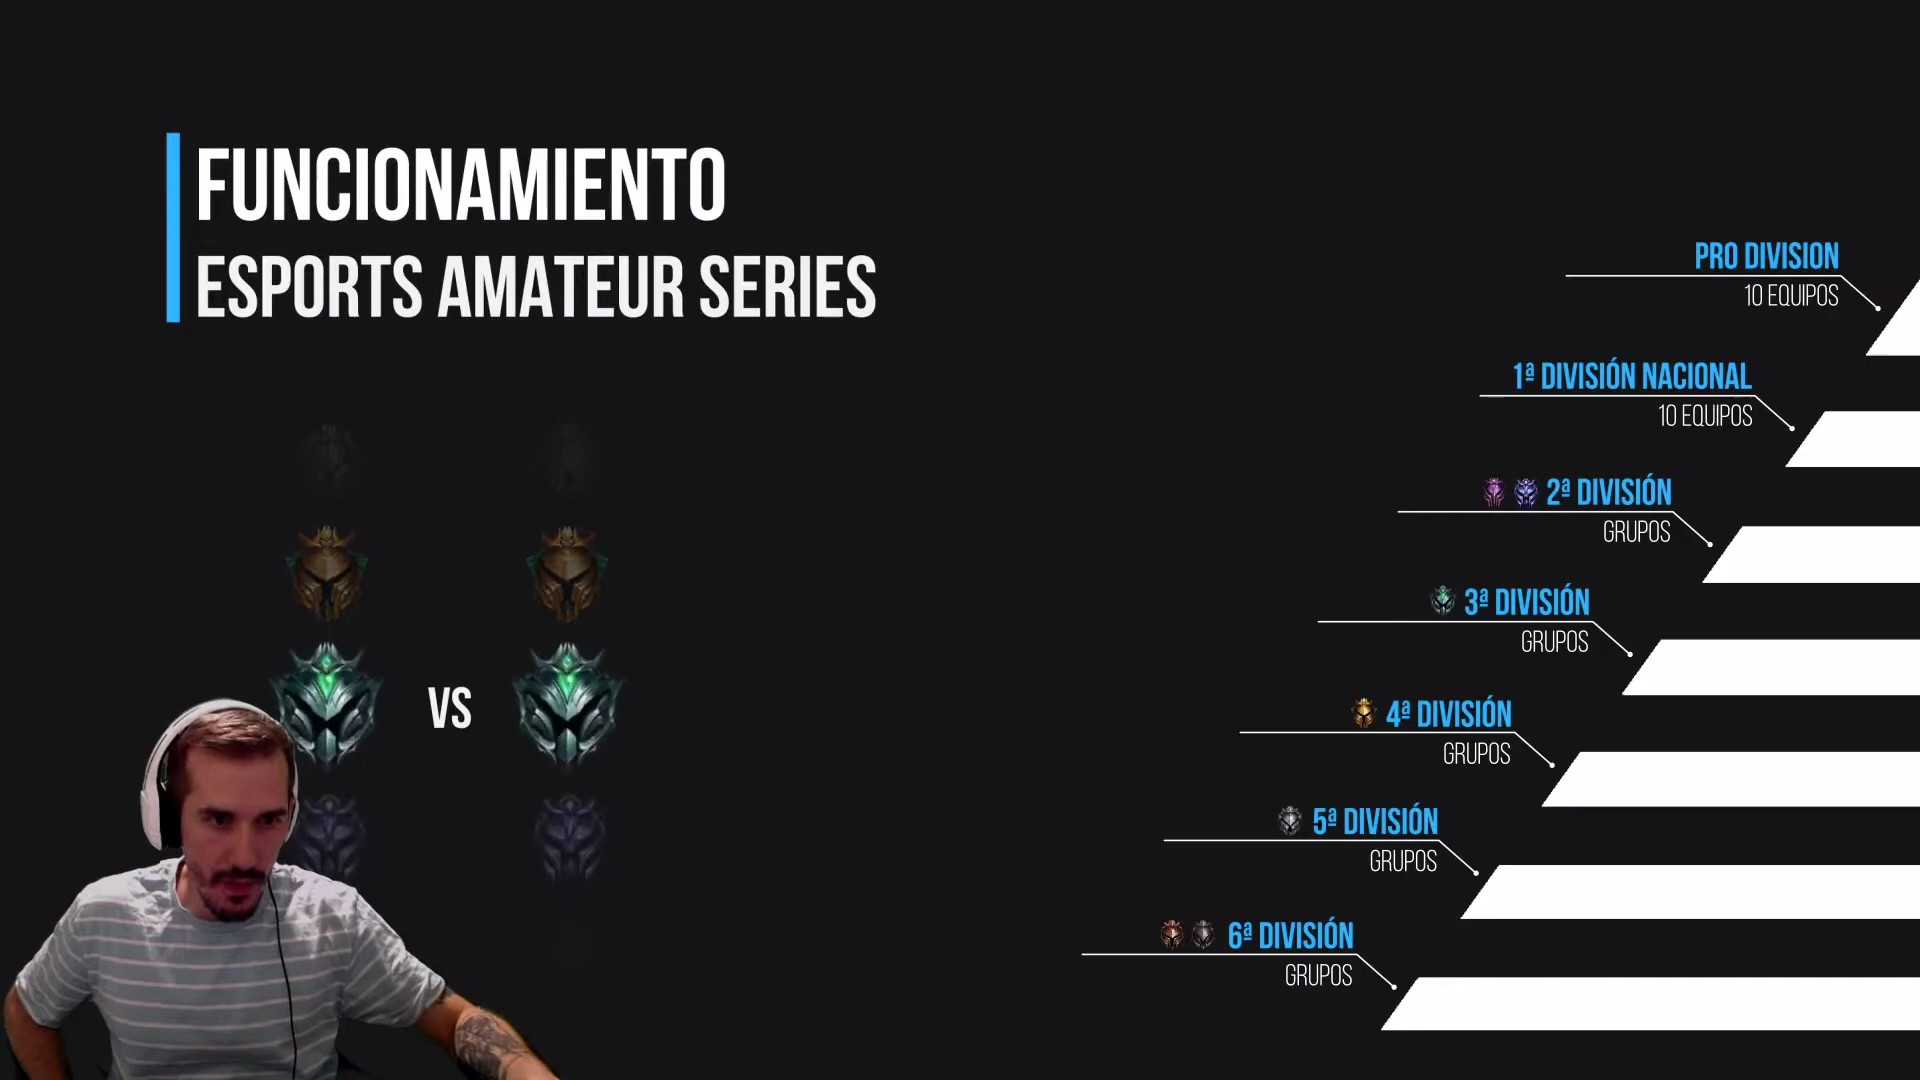 FUNCIONAMIENTO
ESPORTS AMATEUR SERIES
VS
PRO DIVISION
10 EQUIPOS
1ª DIVISIÓN NACIONAL
10 EQUIPOS
2ª DIVISIÓN
GRUPOS
3ª DIVISIÓN
GRUPOS
4ª DIVISIÓN
GRUPOS
5ª DIVISIÓN
GRUPOS
6ª DIVISIÓN
GRUPOS